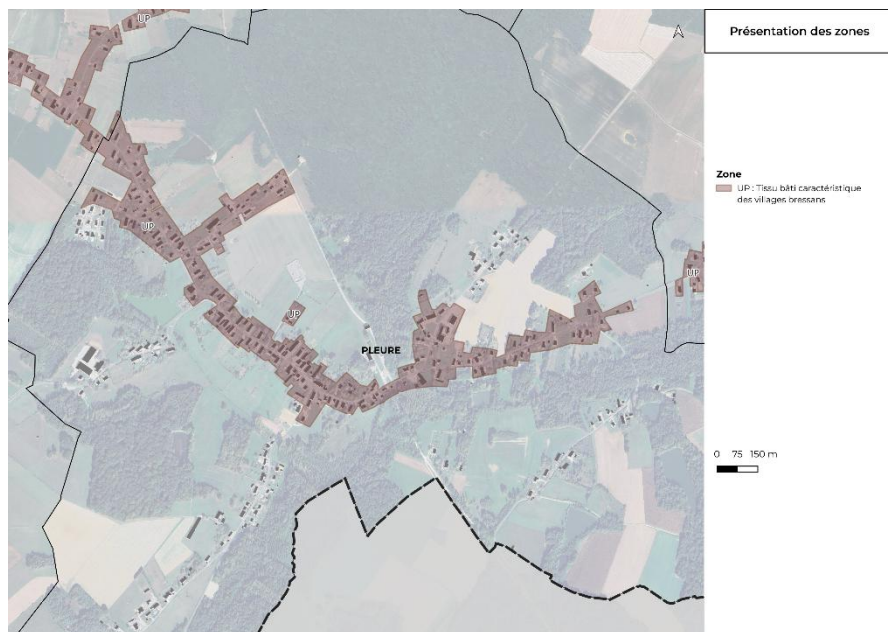 Présentation des zones
UP
UP
UP
UP
PLEURE
Zone
UP : Tissu bâti caractéristique
des villages bressans
0 75 150 m